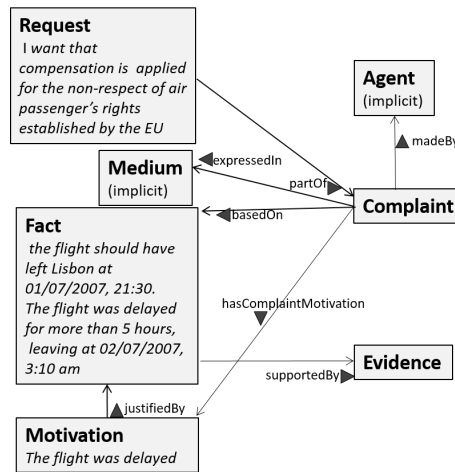 Request
I want that
compensation is applied
for the non-respect of air
passenger's rights
established by the EU
Agent
(implicit)
madeBy
expressedIn
Medium
(implicit)
partOf
Complaint
basedOn
Fact
the flight should have
left Lisbon at
01/07/2007, 21:30.
The flight was delayed
for more than 5 hours,
leaving at 02/07/2007,
3:10 am
hasComplaintMotivation
Evidence
supportedBy
justifiedBy
Motivation
The flight was delayed